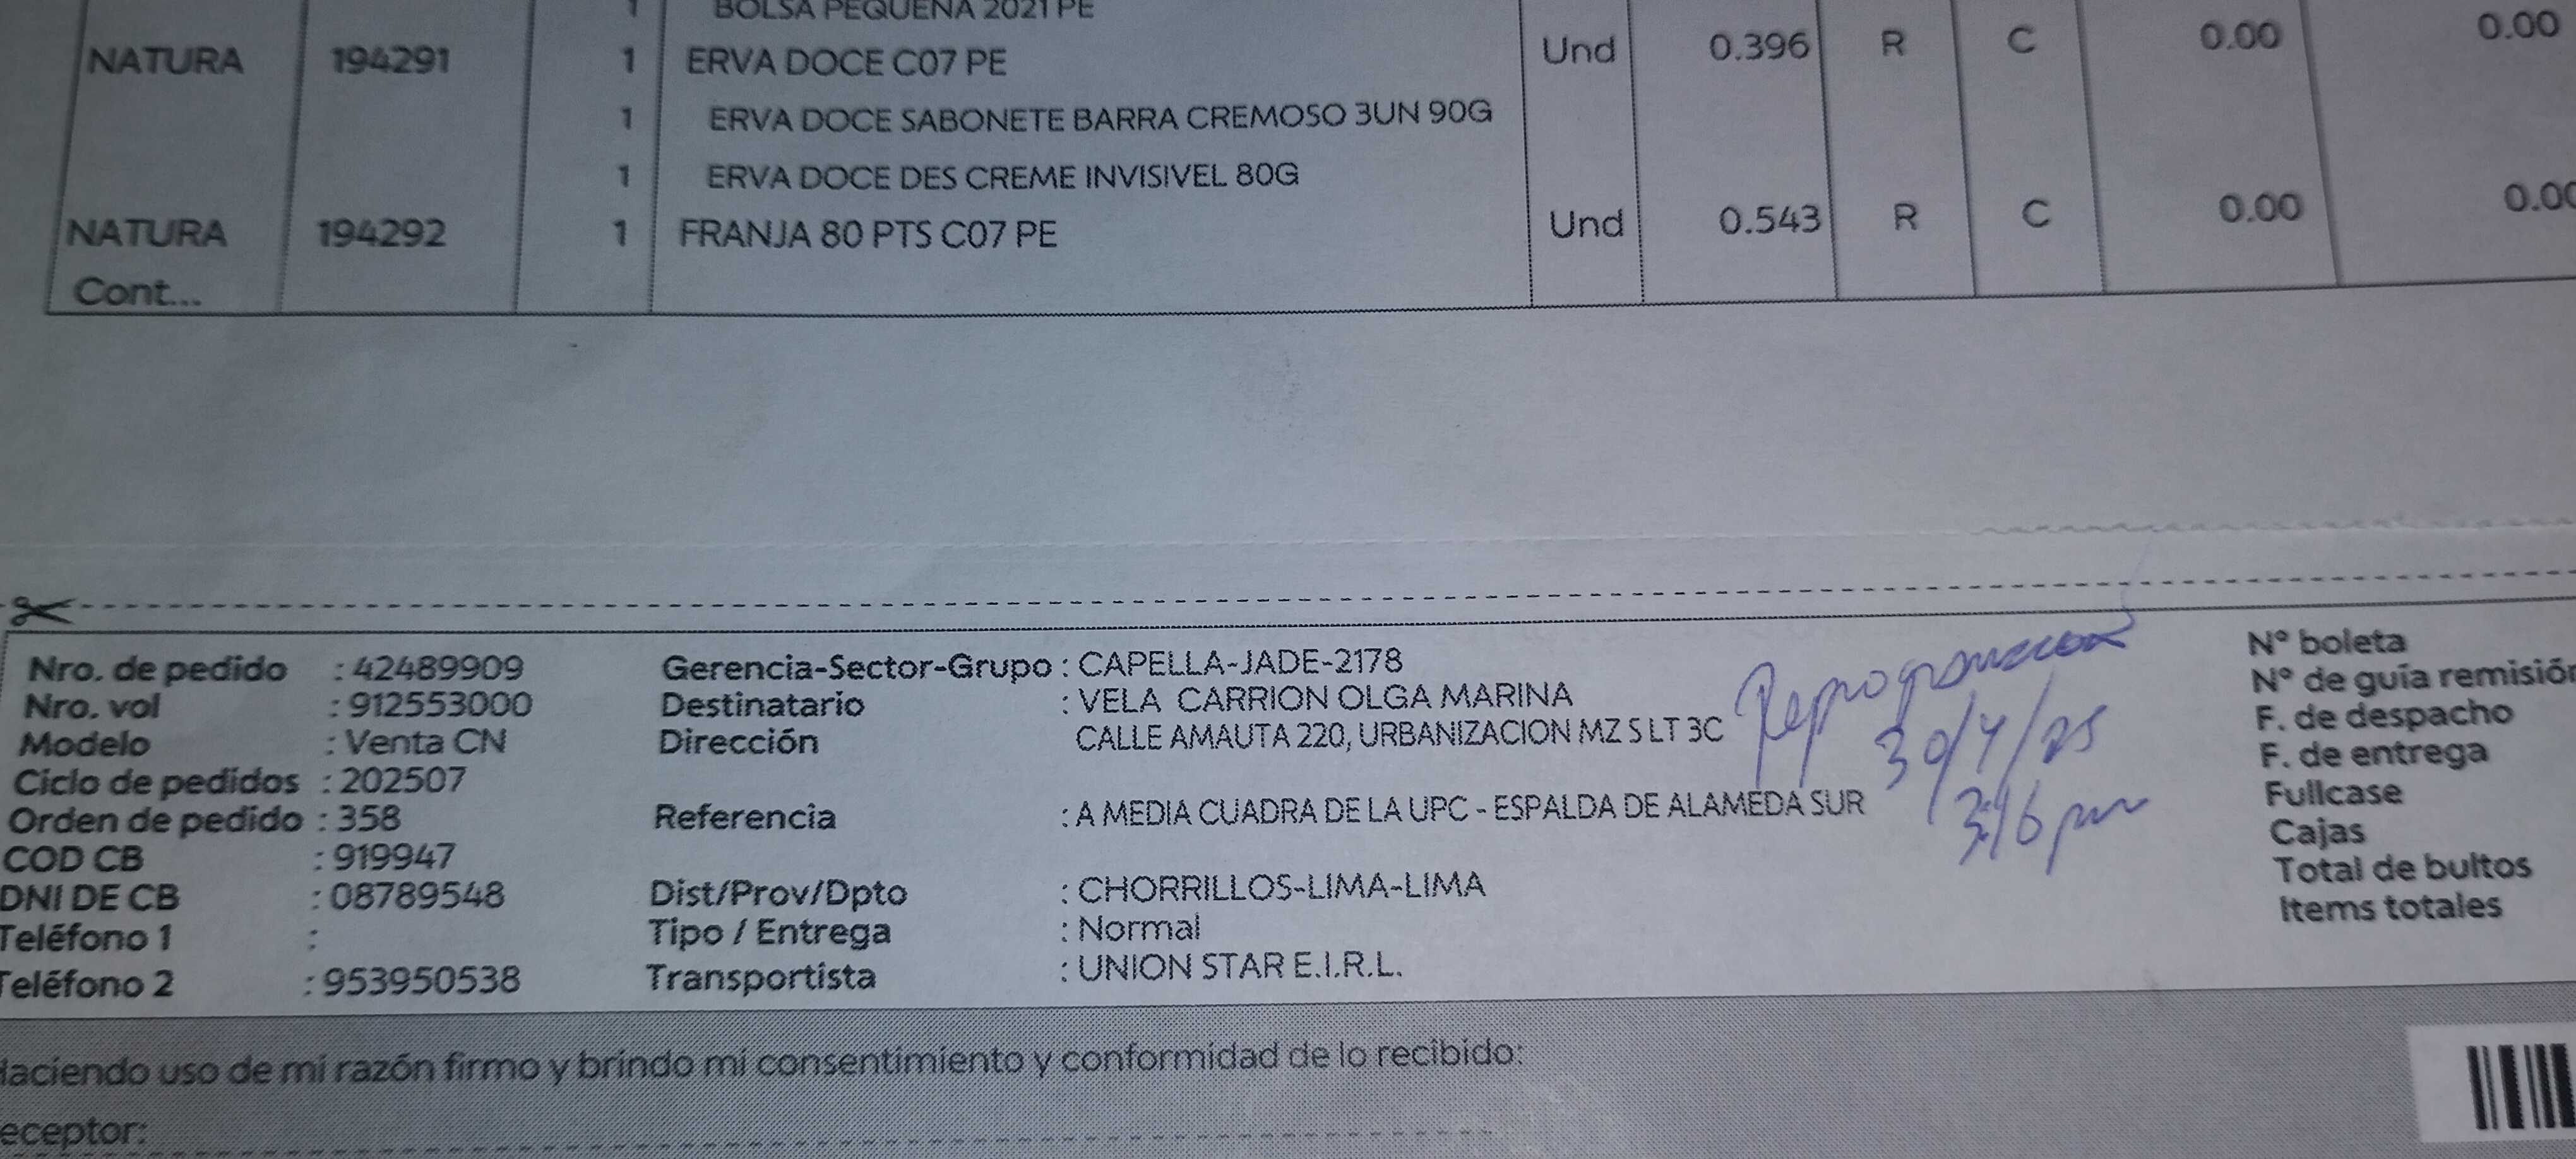 1 BOLSA PEQUENA 2021 PE
NATURA 194291 1 ERVA DOCE C07 PE Und 0.396 R C 0.00 0.00
1 ERVA DOCE SABONETE BARRA CREMOSO 3UN 90G
1 ERVA DOCE DES CREME INVISIVEL 80G
NATURA 194292 1 FRANJA 80 PTS C07 PE Und 0.543 R C 0.00 0.00
Cont...
Nro. de pedido : 42489909 Gerencia-Sector-Grupo : CAPELLA-JADE-2178 Nº boleta
Nro. vol : 912553000 Destinatario : VELA CARRION OLGA MARINA Nº de guía remisión
Modelo : Venta CN Dirección CALLE AMAUTA 220, URBANIZACION MZ S LT 3C F. de despacho
Ciclo de pedidos : 202507 F. de entrega
Orden de pedido : 358 Referencia : A MEDIA CUADRA DE LA UPC - ESPALDA DE ALAMEDA SUR Fullcase
COD CB : 919947 Cajas
DNI DE CB : 08789548 Dist/Prov/Dpto : CHORRILLOS-LIMA-LIMA Total de bultos
Teléfono 1 : Tipo / Entrega : Normal Items totales
Teléfono 2 : 953950538 Transportista : UNION STAR E.I.R.L.
30/4/25
3:16 pm
Haciendo uso de mi razón firmo y brindo mi consentimiento y conformidad de lo recibido:
eceptor: